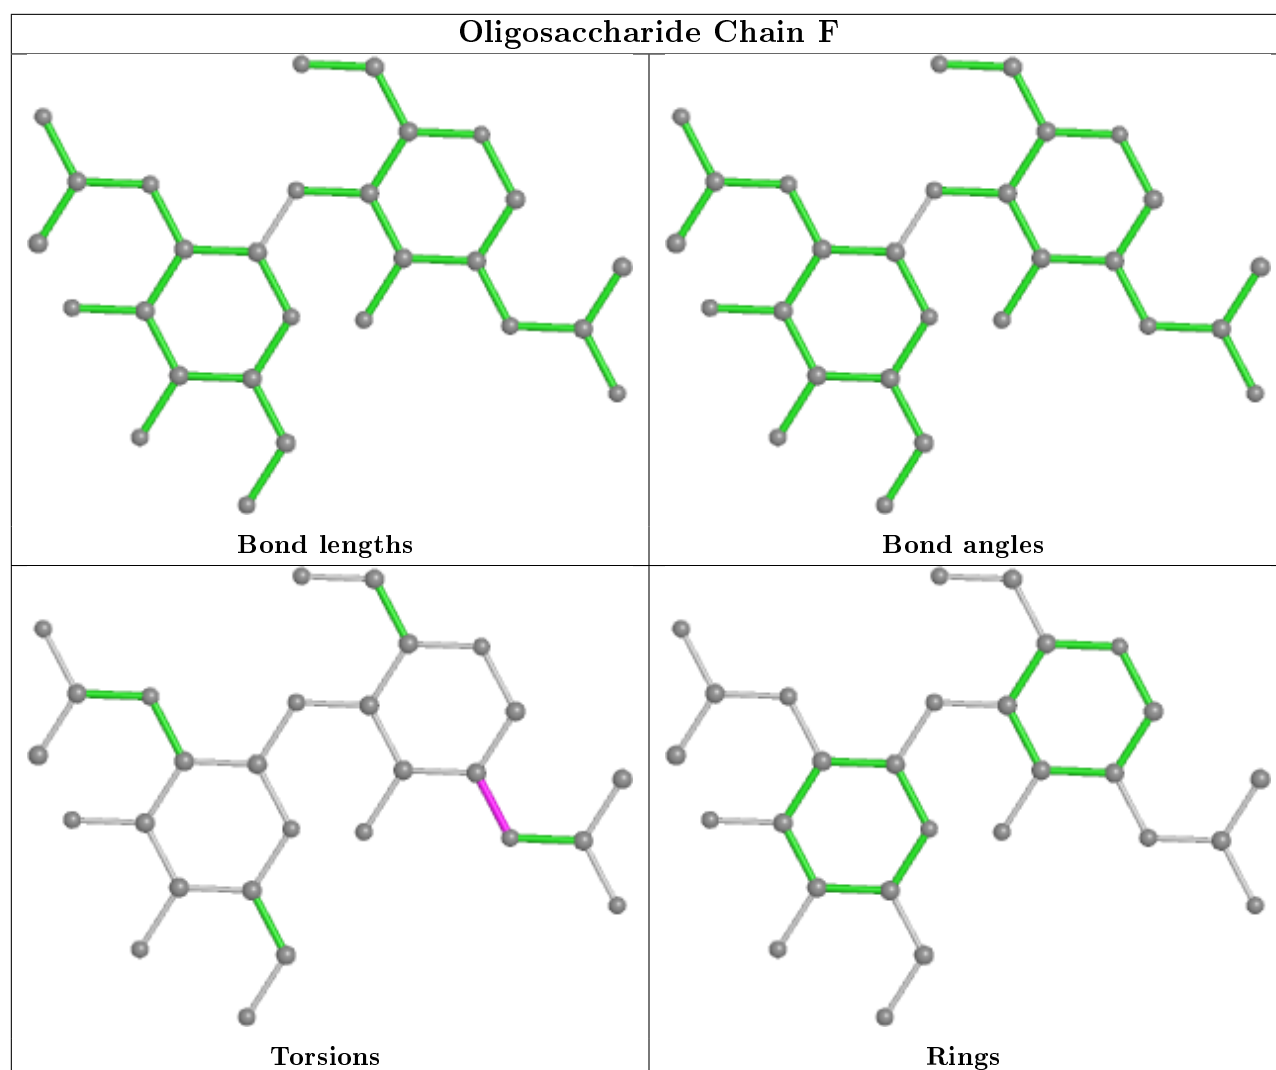 Oligosaccharide Chain F
Bond lengths
Bond angles
Torsions
Rings